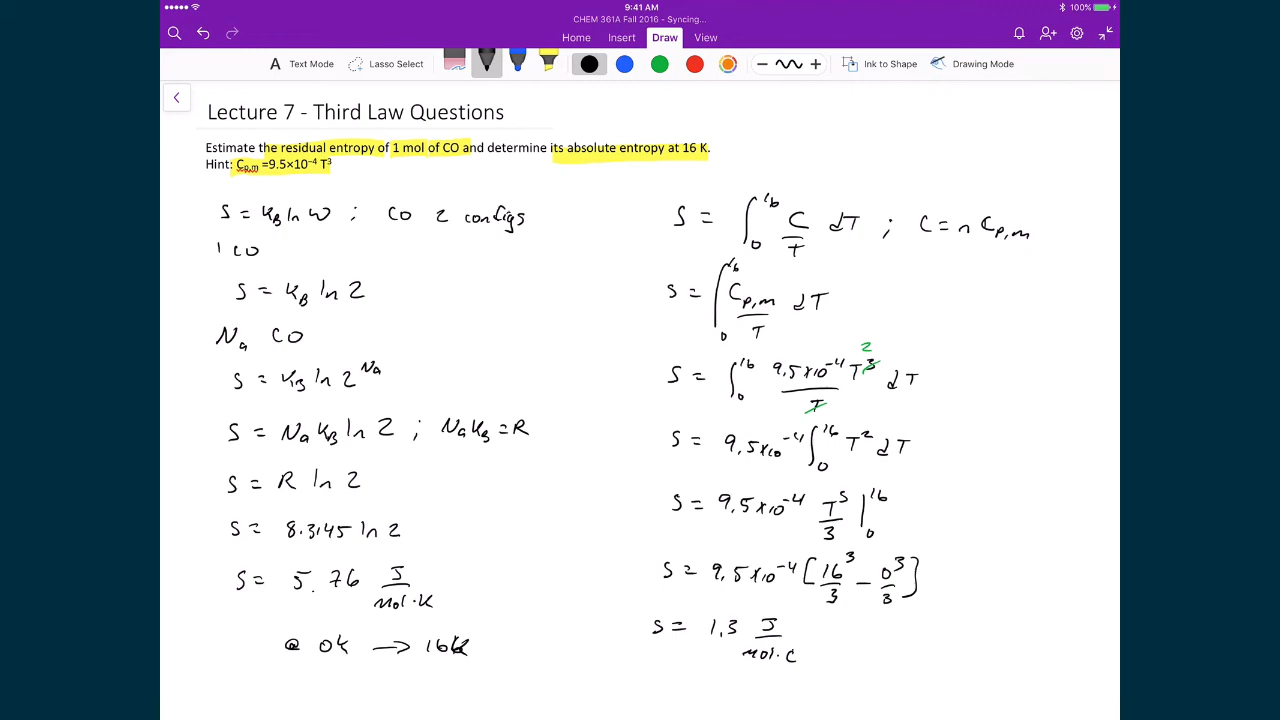 9:41 AM
100%
CHEM 361A Fall 2016 - Syncing...
Home Insert Draw View
A Text Mode Lasso Select Ink to Shape Drawing Mode
Lecture 7 - Third Law Questions
Estimate the residual entropy of 1 mol of CO and determine its absolute entropy at 16 K.
Hint: Cₚ,ₘ =9.5×10⁻⁴ T³
S = k_B ln W ; CO 2 configs
1 CO
S = k_B ln 2
N_a CO
S = k_B ln 2^{N_a}
S = N_a k_B ln 2 ; N_a k_B = R
S = R ln 2
S = 8.3145 ln 2
S = 5.76 J/mol·K
@ 0K → 16K
S = ∫₀¹⁶ C/T dT ; C = n C_{p,m}
S = ∫₀¹⁶ C_{p,m}/T dT
2
S = ∫₀¹⁶ 9.5×10⁻⁴ T³/T dT
S = 9.5×10⁻⁴ ∫₀¹⁶ T² dT
S = 9.5×10⁻⁴ T³/3 |₀¹⁶
S = 9.5×10⁻⁴ [16³/3 − 0³/3]
S = 1.3 J/mol·C